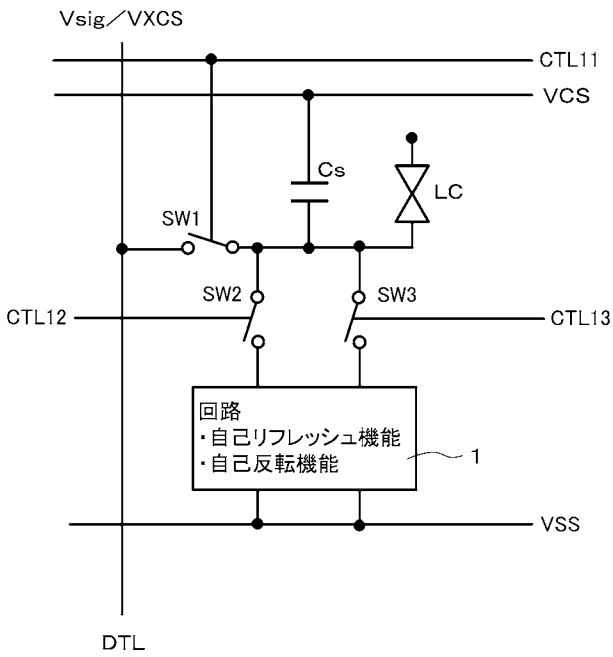 Vsig／VXCS
CTL11
VCS
Cs
LC
SW1
SW2
SW3
CTL12
CTL13
回路
・自己リフレッシュ機能
・自己反転機能
1
VSS
DTL